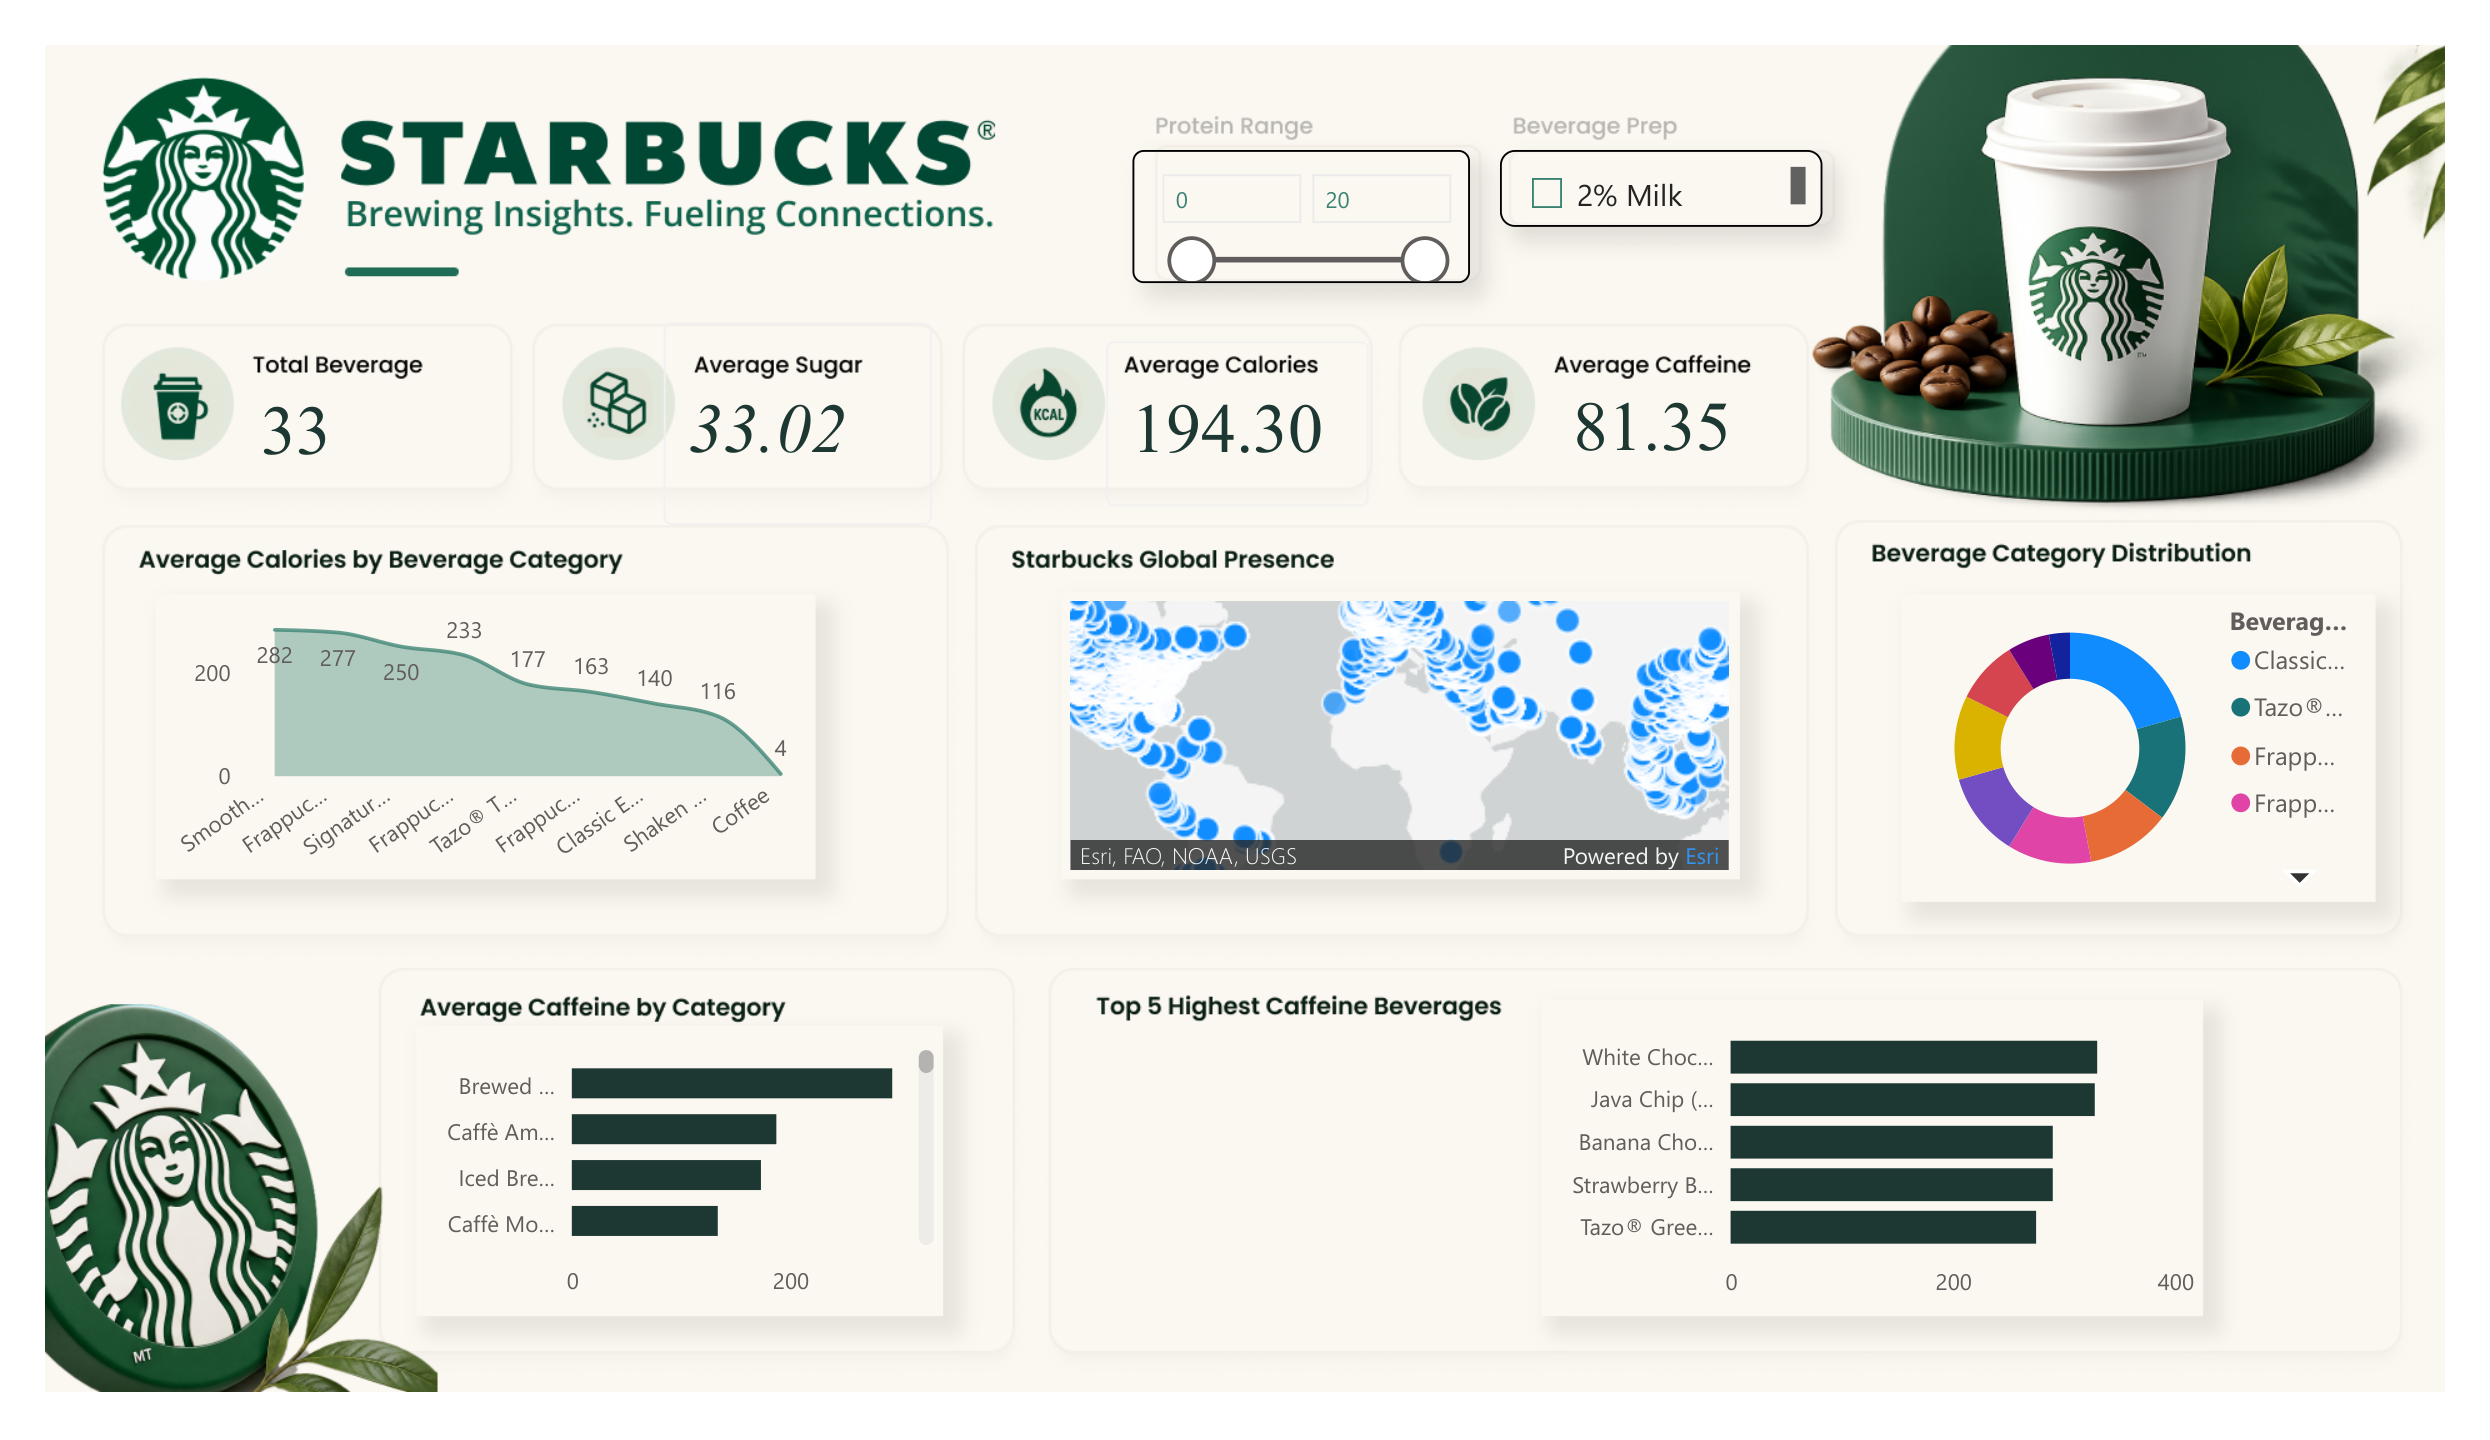 STARBUCKS®
Brewing Insights. Fueling Connections.
Protein Range
0
20
Beverage Prep
2% Milk
Total Beverage
33
Average Sugar
33.02
KCAL
Average Calories
194.30
Average Caffeine
81.35
TM
Average Calories by Beverage Category
200
0
282
277
250
233
177
163
140
116
4
Smooth...
Frappuc...
Signatur...
Frappuc...
Tazo® T...
Frappuc...
Classic E...
Shaken ...
Coffee
Starbucks Global Presence
Esri, FAO, NOAA, USGS
Powered by Esri
Beverage Category Distribution
Beverag...
Classic...
Tazo®...
Frapp...
Frapp...
MT
Average Caffeine by Category
Brewed ...
Caffè Am...
Iced Bre...
Caffè Mo...
0
200
Top 5 Highest Caffeine Beverages
White Choc...
Java Chip (...
Banana Cho...
Strawberry B...
Tazo® Gree...
0
200
400